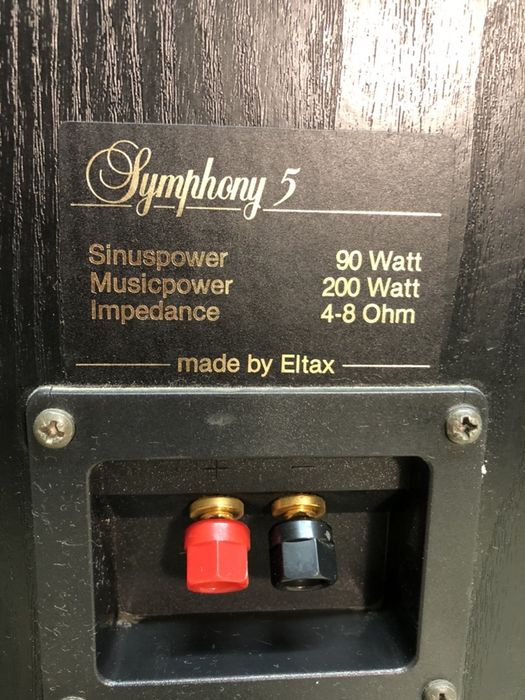 Symphony 5
Sinuspower 90 Watt
Musicpower 200 Watt
Impedance 4-8 Ohm
made by Eltax
+ −